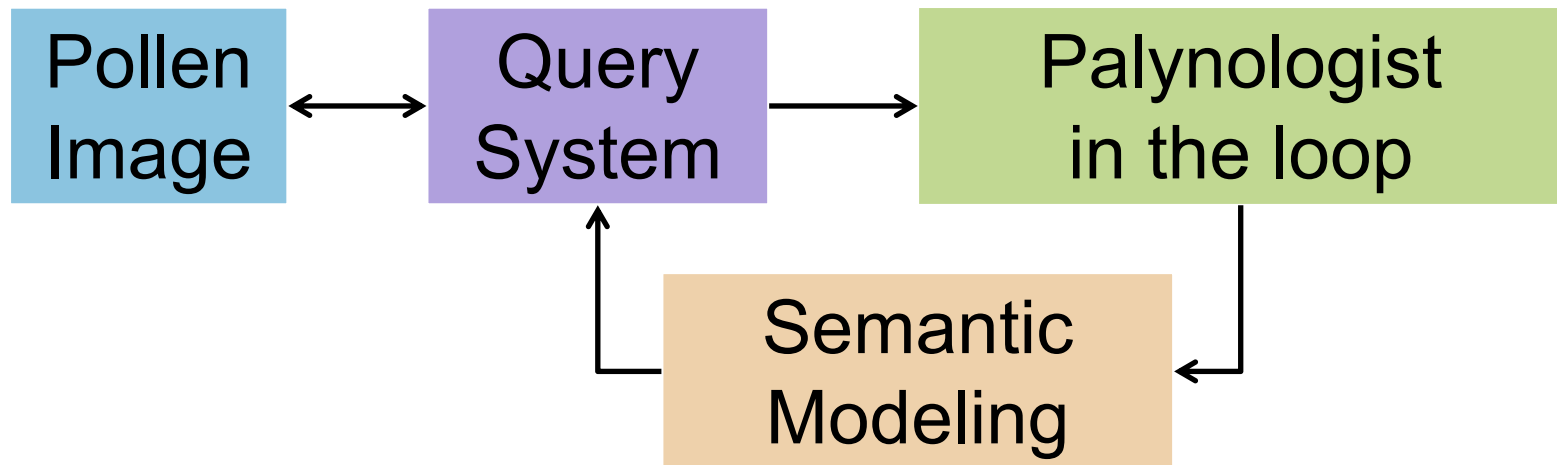 Pollen
Image
Query
System
Palynologist
in the loop
Semantic
Modeling